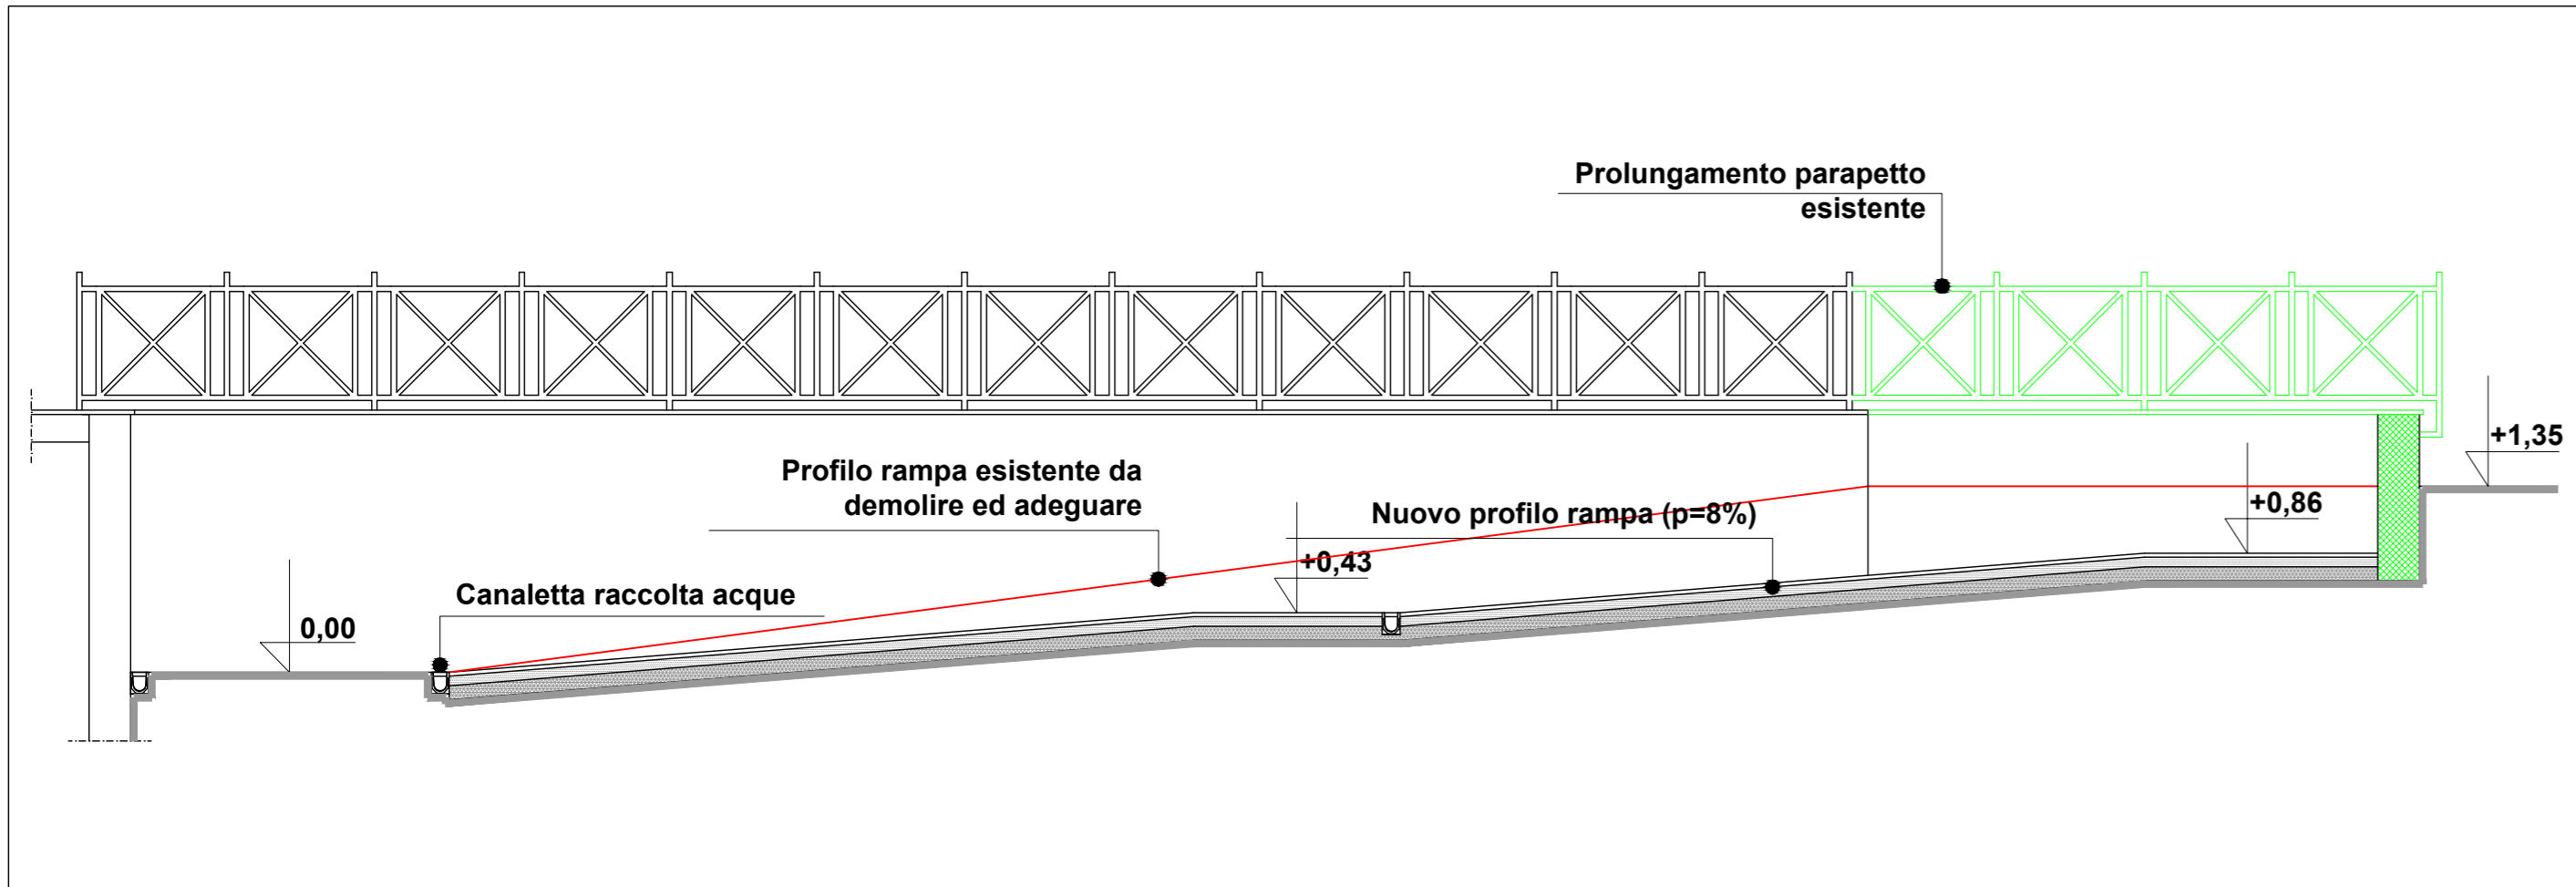 Prolungamento parapetto
esistente
+1,35
Profilo rampa esistente da
demolire ed adeguare
+0,86
Nuovo profilo rampa (p=8%)
+0,43
Canaletta raccolta acque
0,00